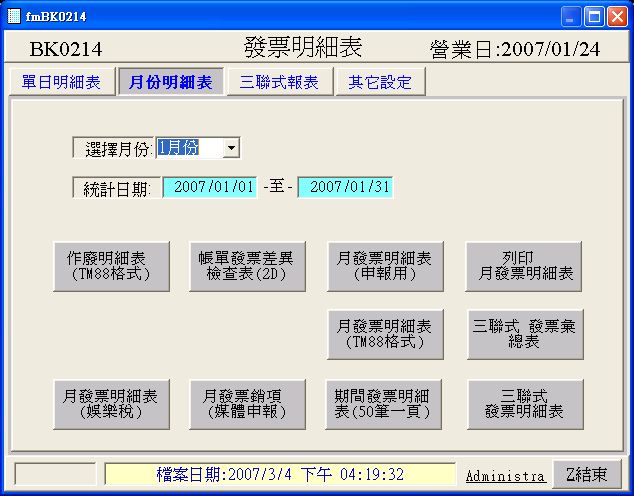 fmBK0214
BK0214 發票明細表 營業日:2007/01/24
單日明細表 月份明細表 三聯式報表 其它設定
選擇月份: 1月份
統計日期: 2007/01/01 -至- 2007/01/31
作廢明細表
(TM88格式)
帳單發票差異
檢查表(2D)
月發票明細表
(申報用)
列印
月發票明細表
月發票明細表
(TM88格式)
三聯式 發票彙
總表
月發票明細表
(娛樂稅)
月發票銷項
(媒體申報)
期間發票明細
表(50筆一頁)
三聯式
發票明細表
檔案日期:2007/3/4 下午 04:19:32 Administra Z結束